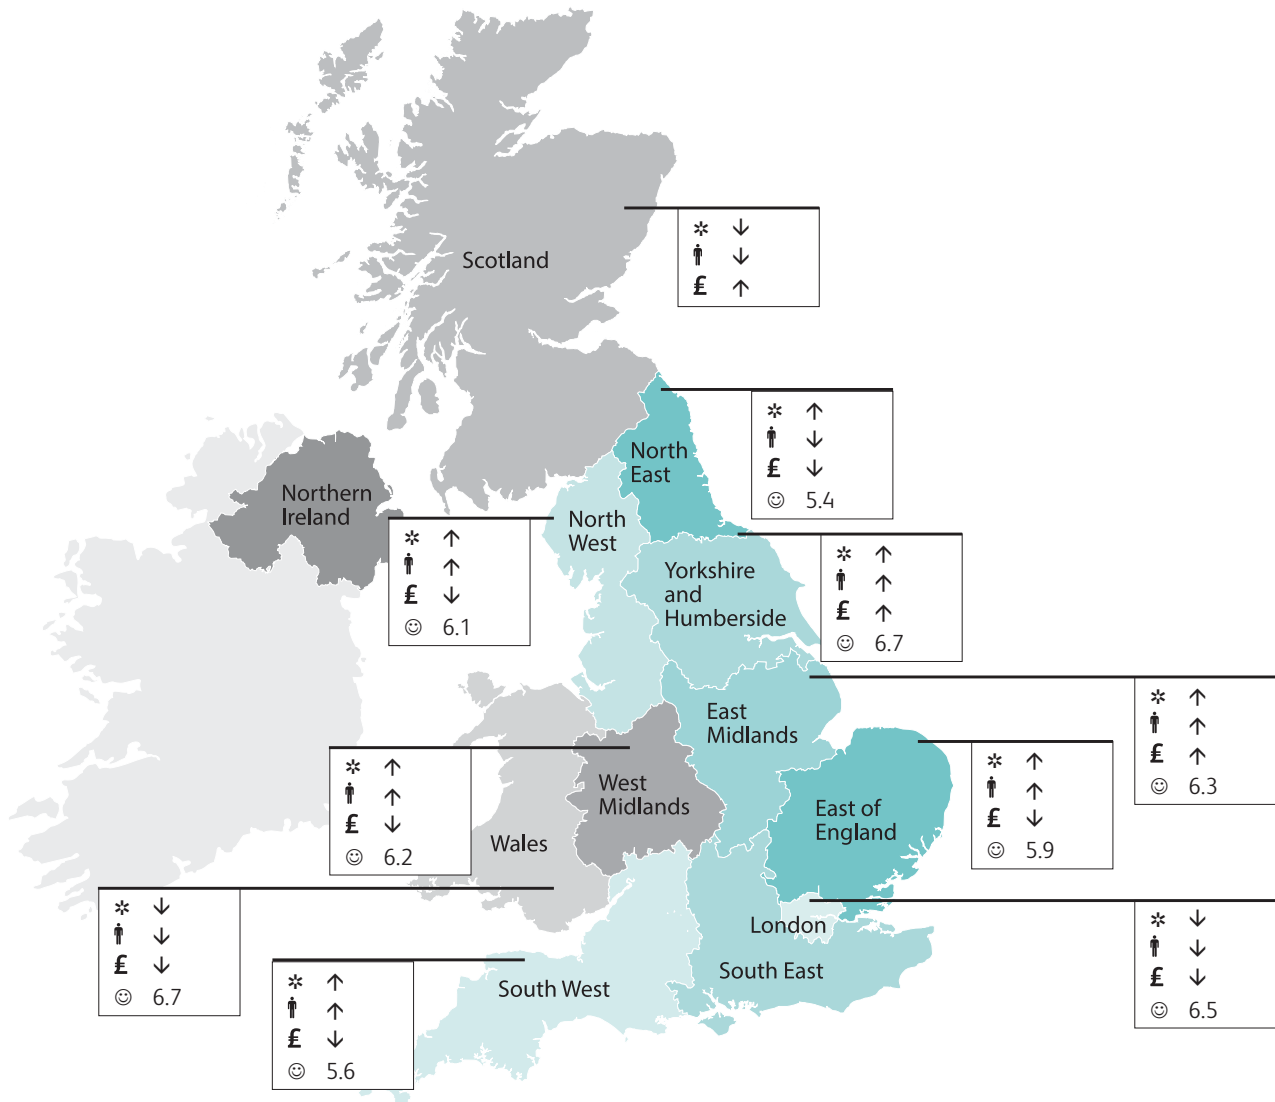 Scotland
✲ ↓
↓
£ ↑
✲ ↑
↓
£ ↓
☺ 5.4
North
East
Northern
Ireland
North
West
✲ ↑
↑
£ ↓
☺ 6.1
Yorkshire
and
Humberside
✲ ↑
↑
£ ↑
☺ 6.7
East
Midlands
✲ ↑
↑
£ ↑
☺ 6.3
✲ ↑
↑
£ ↓
☺ 6.2
West
Midlands
Wales
East of
England
✲ ↑
↑
£ ↓
☺ 5.9
✲ ↓
↓
£ ↓
☺ 6.7
London
✲ ↓
↓
£ ↓
☺ 6.5
South East
South West
✲ ↑
↑
£ ↓
☺ 5.6